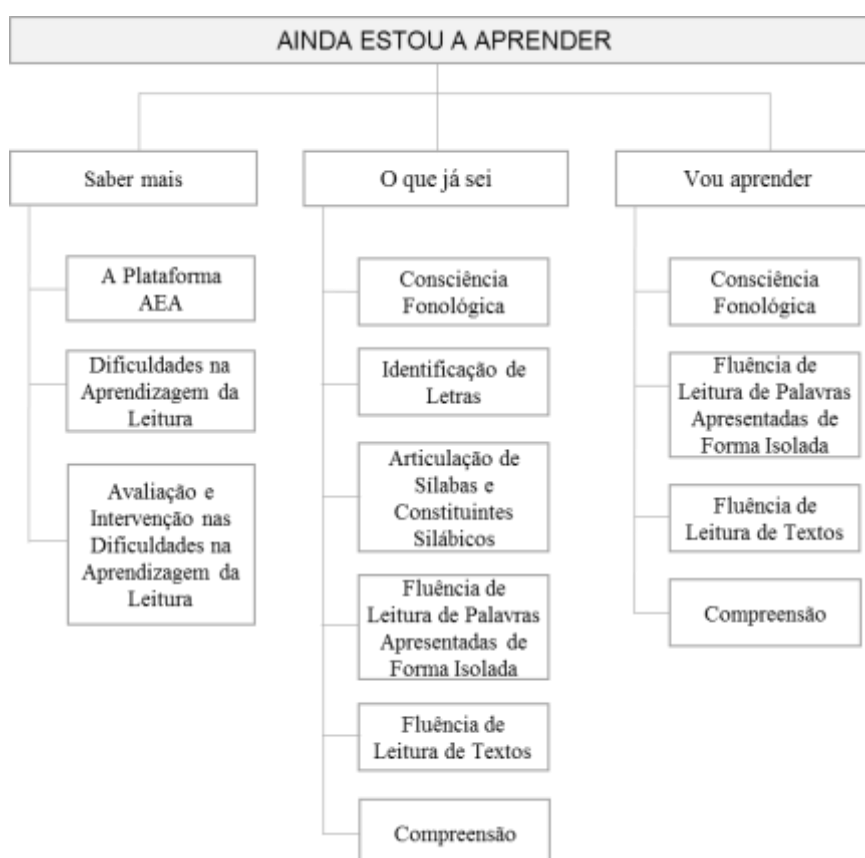 AINDA ESTOU A APRENDER
Saber mais
A Plataforma
AEA
Dificuldades na
Aprendizagem da
Leitura
Avaliação e
Intervenção nas
Dificuldades na
Aprendizagem da
Leitura
O que já sei
Consciência
Fonológica
Identificação de
Letras
Articulação de
Sílabas e
Constituintes
Silábicos
Fluência de
Leitura de Palavras
Apresentadas de
Forma Isolada
Fluência de
Leitura de Textos
Compreensão
Vou aprender
Consciência
Fonológica
Fluência de
Leitura de Palavras
Apresentadas de
Forma Isolada
Fluência de
Leitura de Textos
Compreensão